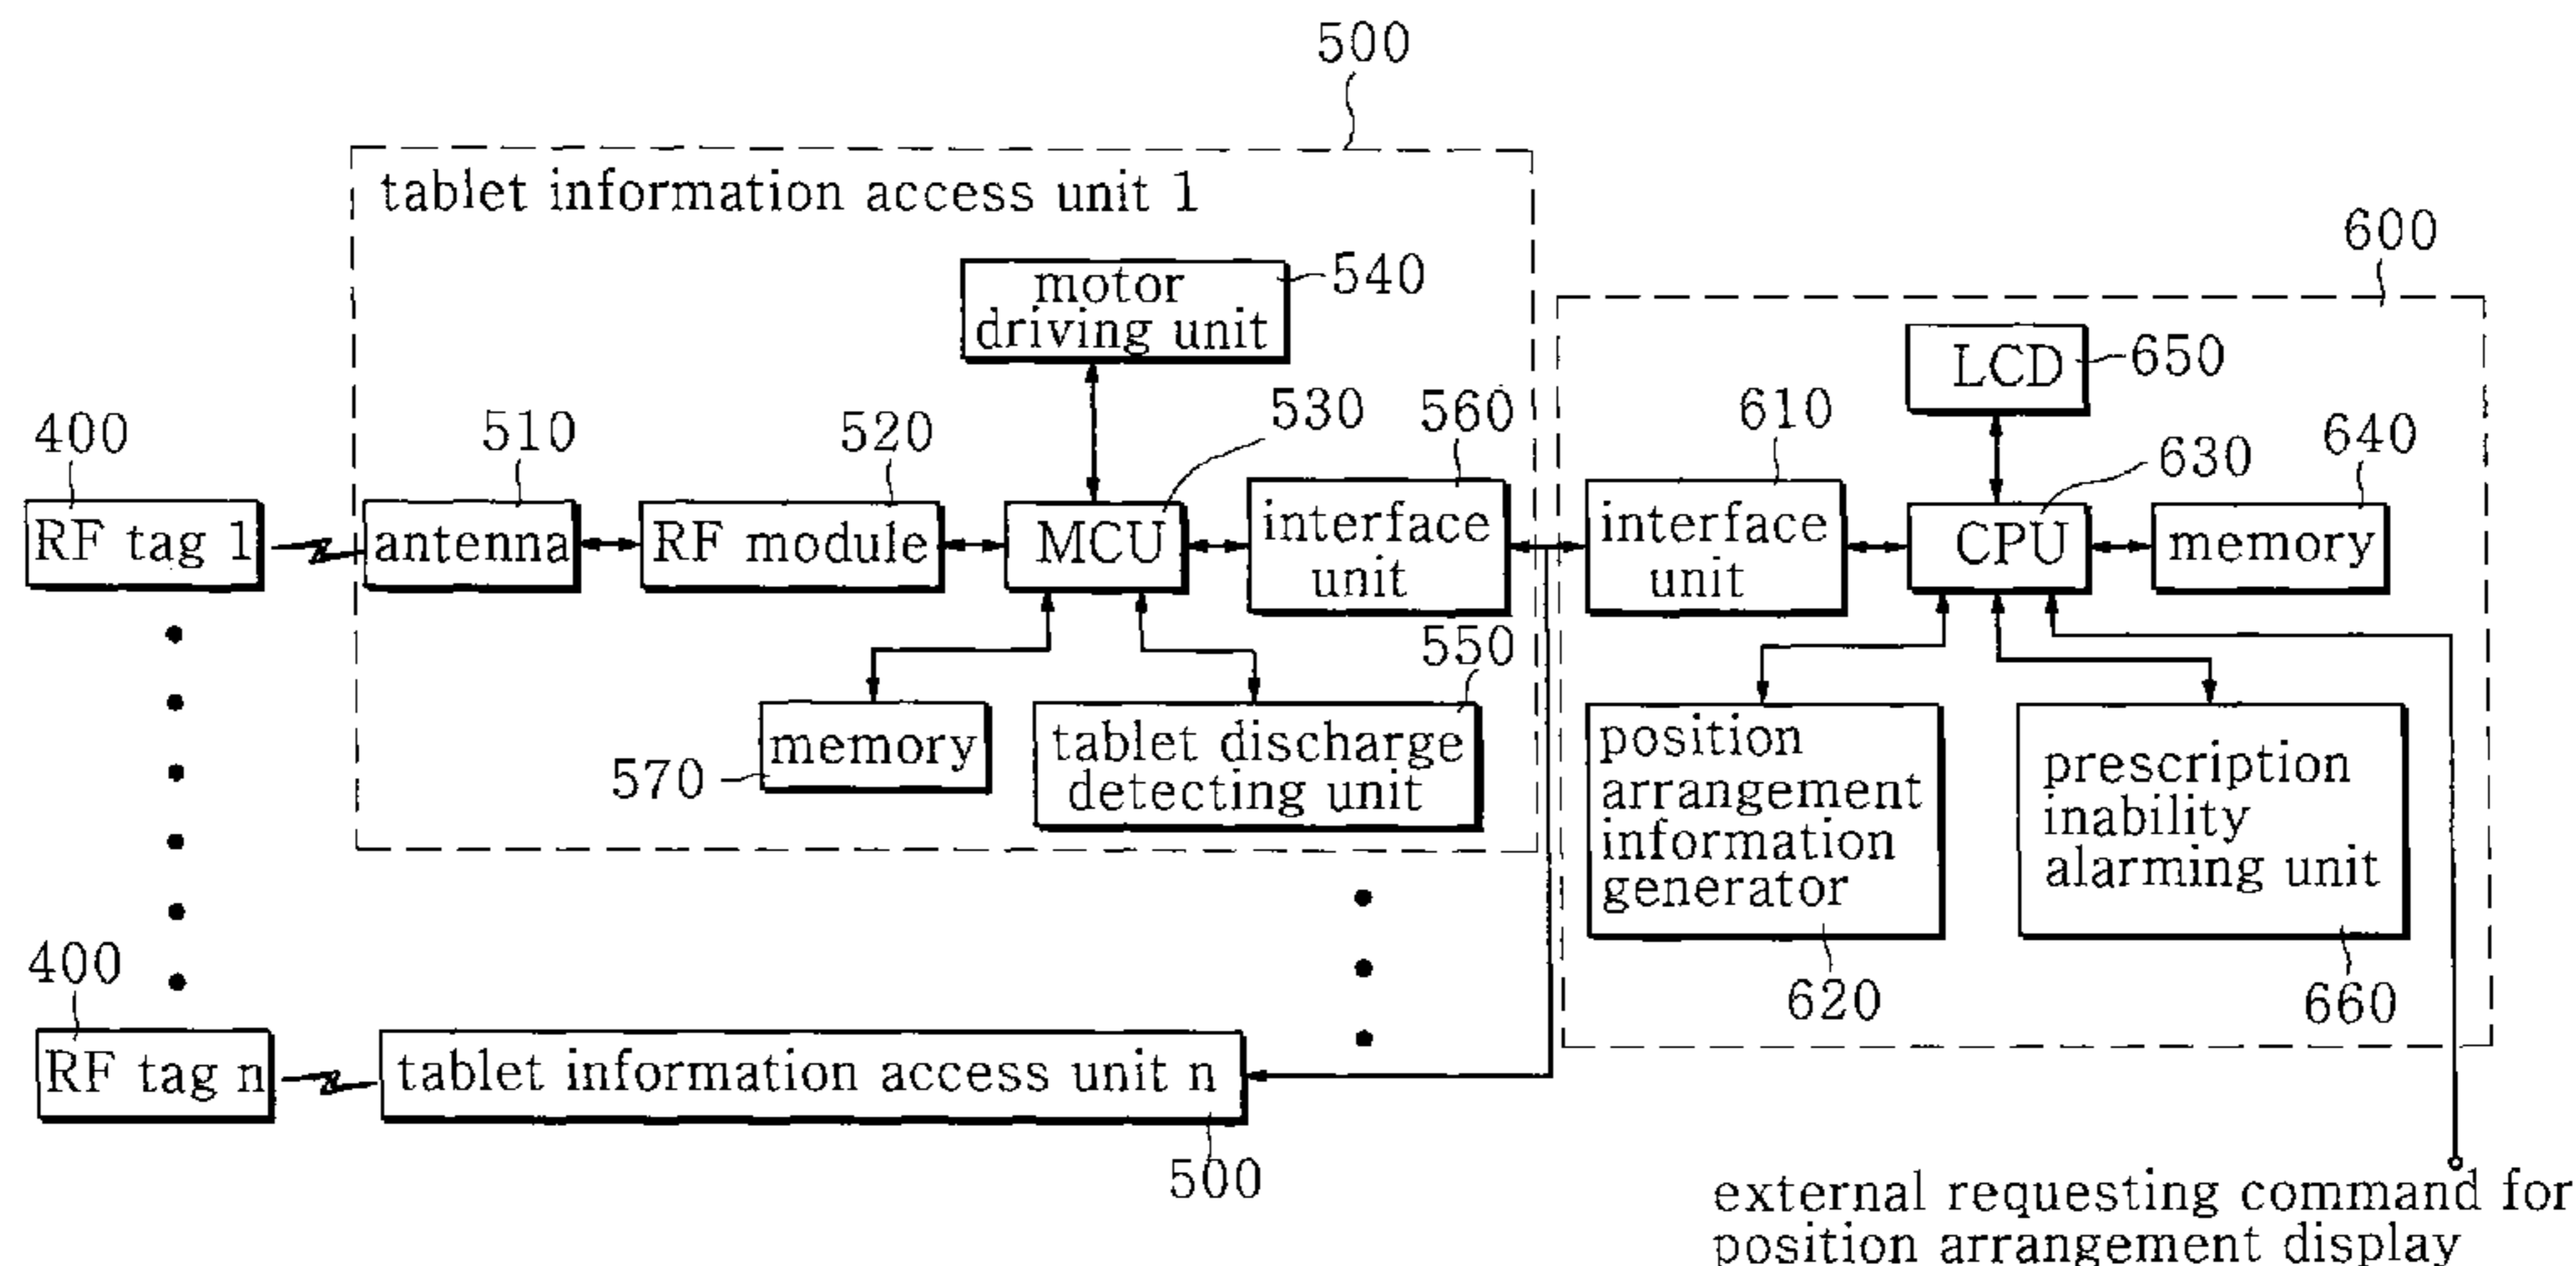 500
tablet information access unit 1
600
motor
driving unit
540
LCD
650
400
510
520
530
560
610
630
640
RF tag 1
antenna
RF module
MCU
interface
unit
interface
unit
CPU
memory
550
memory
570
tablet discharge
detecting unit
position
arrangement
information
generator
prescription
inability
alarming unit
620
660
400
RF tag n
tablet information access unit n
500
external requesting command for
position arrangement display